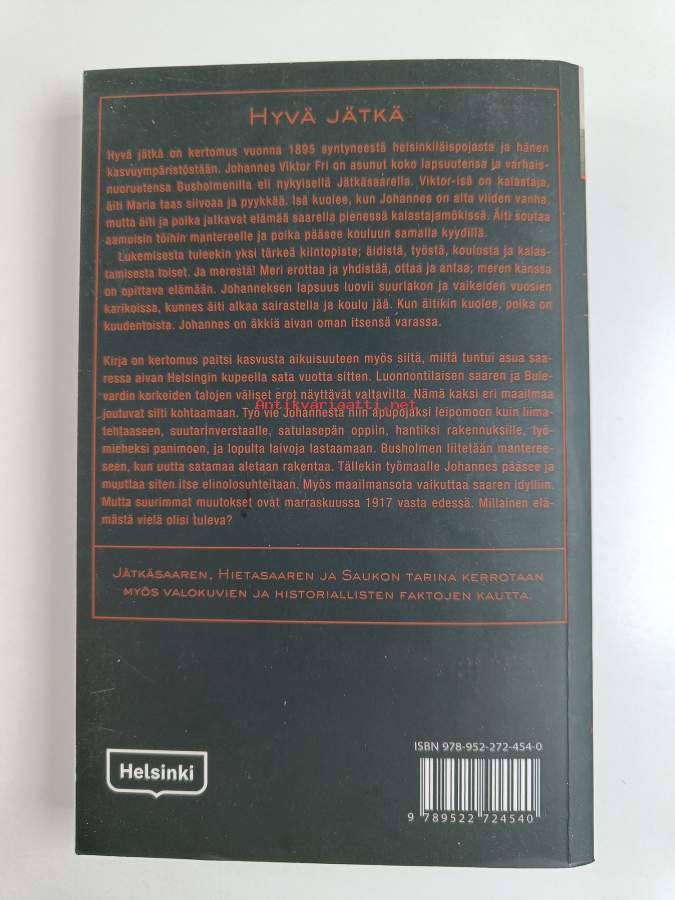 HYVÄ JÄTKÄ
Hyvä jätkä on kertomus vuonna 1895 syntyneestä helsinkiläispojasta ja hänen
kasvuympäristöstään. Johannes Viktor Fri on asunut koko lapsuutensa ja varhais-
nuoruutensa Busholmenilla eli nykyisellä Jätkäsaarella. Viktor-isä on kalastaja,
äiti Maria taas siivoaa ja pyykkää. Isä kuolee, kun Johannes on alta viiden vanha,
mutta äiti ja poika jatkavat elämää saarella pienessä kalastajamökissä. Äiti soutaa
aamuisin töihin mantereelle ja poika pääsee kouluun samalla kyydillä.
Lukemisesta tuleekin yksi tärkeä kiintopiste; äidistä, työstä, koulusta ja kalas-
tamisesta toiset. Ja merestä! Meri erottaa ja yhdistää, ottaa ja antaa; meren kanssa
on opittava elämään. Johanneksen lapsuus luovii suurlakon ja vaikeiden vuosien
karikoissa, kunnes äiti alkaa sairastella ja koulu jää. Kun äitikin kuolee, poika on
kuudentoista. Johannes on äkkiä aivan oman itsensä varassa.
Kirja on kertomus paitsi kasvusta aikuisuuteen myös siitä, miltä tuntui asua saa-
ressa aivan Helsingin kupeella sata vuotta sitten. Luonnontilaisen saaren ja Bule-
vardin korkeiden talojen väliset erot näyttävät valtavilta. Nämä kaksi eri maailmaa
joutuvat silti kohtaamaan. Työ vie Johannesta niin apupojaksi leipomoon kuin liima-
tehtaaseen, suutarinverstaalle, satulasepän oppiin, hantiksi rakennuksille, työ-
mieheksi panimoon, ja lopulta laivoja lastaamaan. Busholmen liitetään mantere-
eseen, kun uutta satamaa aletaan rakentaa. Tällekin työmaalle Johannes pääsee ja
muuttaa siten itse elinolosuhteitaan. Myös maailmansota vaikuttaa saaren idylliin.
Mutta suurimmat muutokset ovat marraskuussa 1917 vasta edessä. Millainen elä-
mästä vielä olisi tuleva?
Antikvariaatti.net
JÄTKÄSAAREN, HIETASAAREN JA SAUKON TARINA KERROTAAN
MYÖS VALOKUVIEN JA HISTORIALLISTEN FAKTOJEN KAUTTA.
Helsinki
ISBN 978-952-272-454-0
9 789522 724540